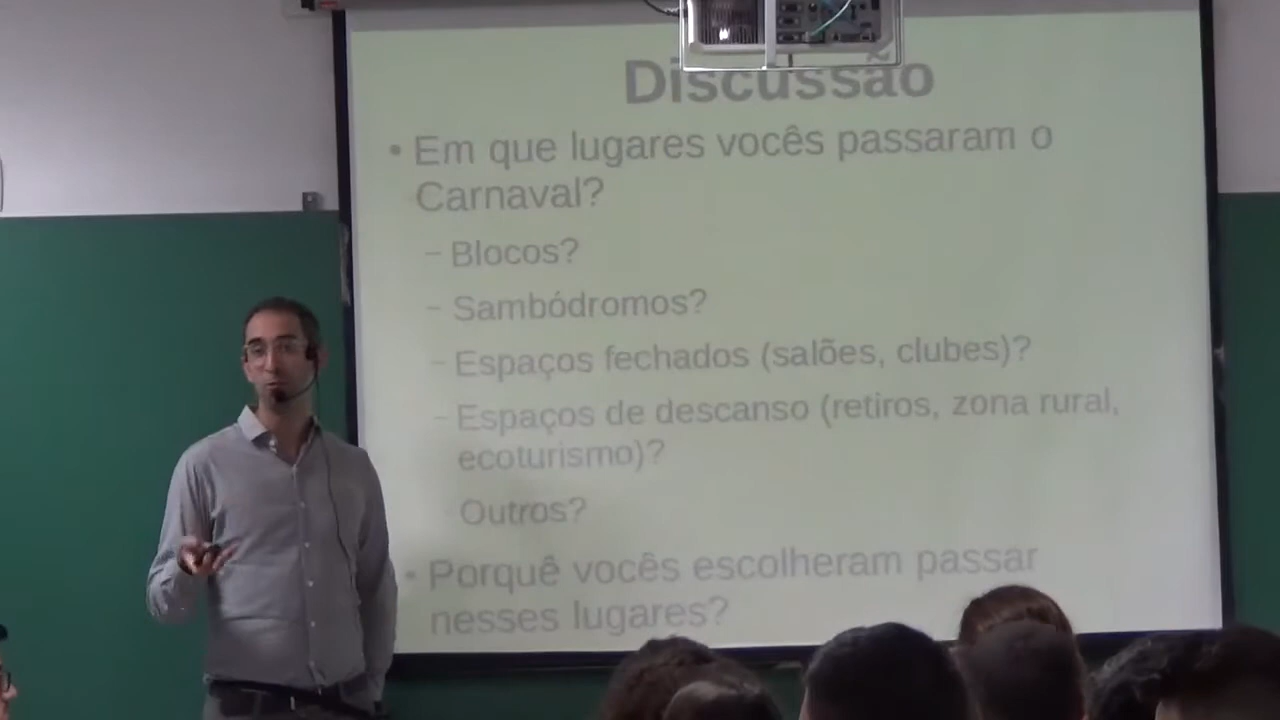 Discussão
• Em que lugares vocês passaram o
Carnaval?
– Blocos?
– Sambódromos?
– Espaços fechados (salões, clubes)?
– Espaços de descanso (retiros, zona rural,
ecoturismo)?
Outros?
• Porquê vocês escolheram passar
nesses lugares?